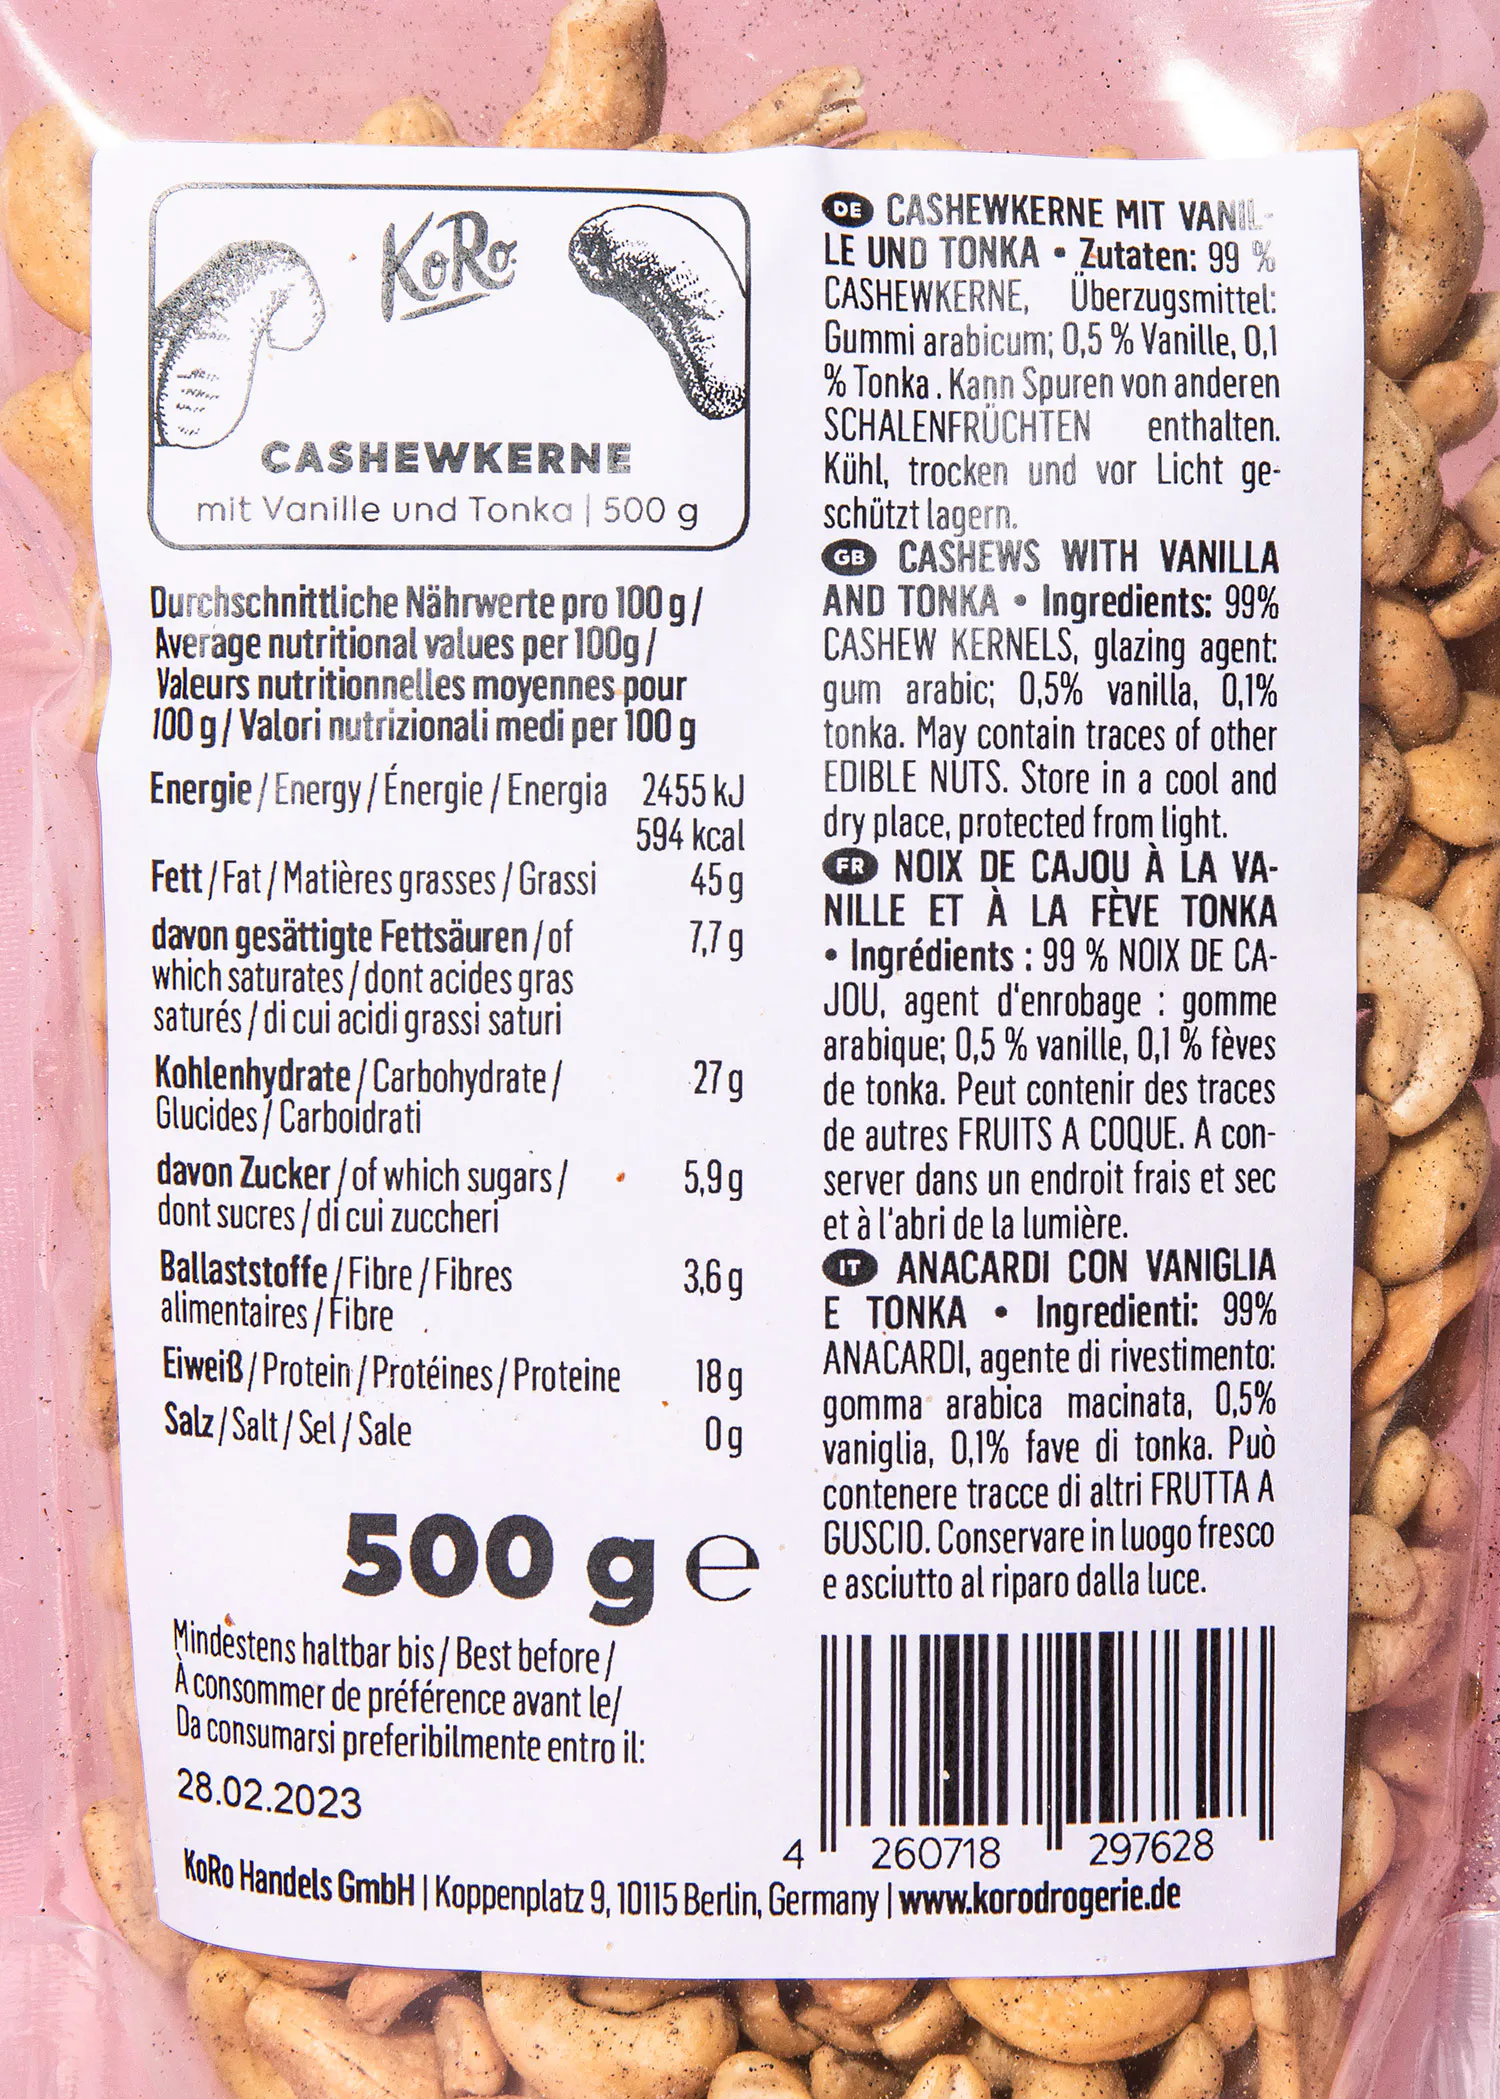 KoRo
CASHEWKERNE
mit Vanille und Tonka | 500 g
Durchschnittliche Nährwerte pro 100 g /
Average nutritional values per 100g /
Valeurs nutritionnelles moyennes pour
100 g / Valori nutrizionali medi per 100 g
Energie / Energy / Énergie / Energia 2455 kJ
594 kcal
Fett / Fat / Matières grasses / Grassi 45 g
davon gesättigte Fettsäuren / of 7,7 g
which saturates / dont acides gras
saturés / di cui acidi grassi saturi
Kohlenhydrate / Carbohydrate / 27 g
Glucides / Carboidrati
davon Zucker / of which sugars / 5,9 g
dont sucres / di cui zuccheri
Ballaststoffe / Fibre / Fibres 3,6 g
alimentaires / Fibre
Eiweiß / Protein / Protéines / Proteine 18 g
Salz / Salt / Sel / Sale 0 g
500 g e
Mindestens haltbar bis / Best before /
À consommer de préférence avant le/
Da consumarsi preferibilmente entro il:
28.02.2023
DE CASHEWKERNE MIT VANIL-
LE UND TONKA • Zutaten: 99 %
CASHEWKERNE, Überzugsmittel:
Gummi arabicum; 0,5 % Vanille, 0,1
% Tonka . Kann Spuren von anderen
SCHALENFRÜCHTEN enthalten.
Kühl, trocken und vor Licht ge-
schützt lagern.
GB CASHEWS WITH VANILLA
AND TONKA • Ingredients: 99%
CASHEW KERNELS, glazing agent:
gum arabic; 0,5% vanilla, 0,1%
tonka. May contain traces of other
EDIBLE NUTS. Store in a cool and
dry place, protected from light.
FR NOIX DE CAJOU À LA VA-
NILLE ET À LA FÈVE TONKA
• Ingrédients : 99 % NOIX DE CA-
JOU, agent d'enrobage : gomme
arabique; 0,5 % vanille, 0,1 % fèves
de tonka. Peut contenir des traces
de autres FRUITS A COQUE. A con-
server dans un endroit frais et sec
et à l'abri de la lumière.
IT ANACARDI CON VANIGLIA
E TONKA • Ingredienti: 99%
ANACARDI, agente di rivestimento:
gomma arabica macinata, 0,5%
vaniglia, 0,1% fave di tonka. Può
contenere tracce di altri FRUTTA A
GUSCIO. Conservare in luogo fresco
e asciutto al riparo dalla luce.
4 260718 297628
KoRo Handels GmbH | Koppenplatz 9, 10115 Berlin, Germany | www.korodrogerie.de